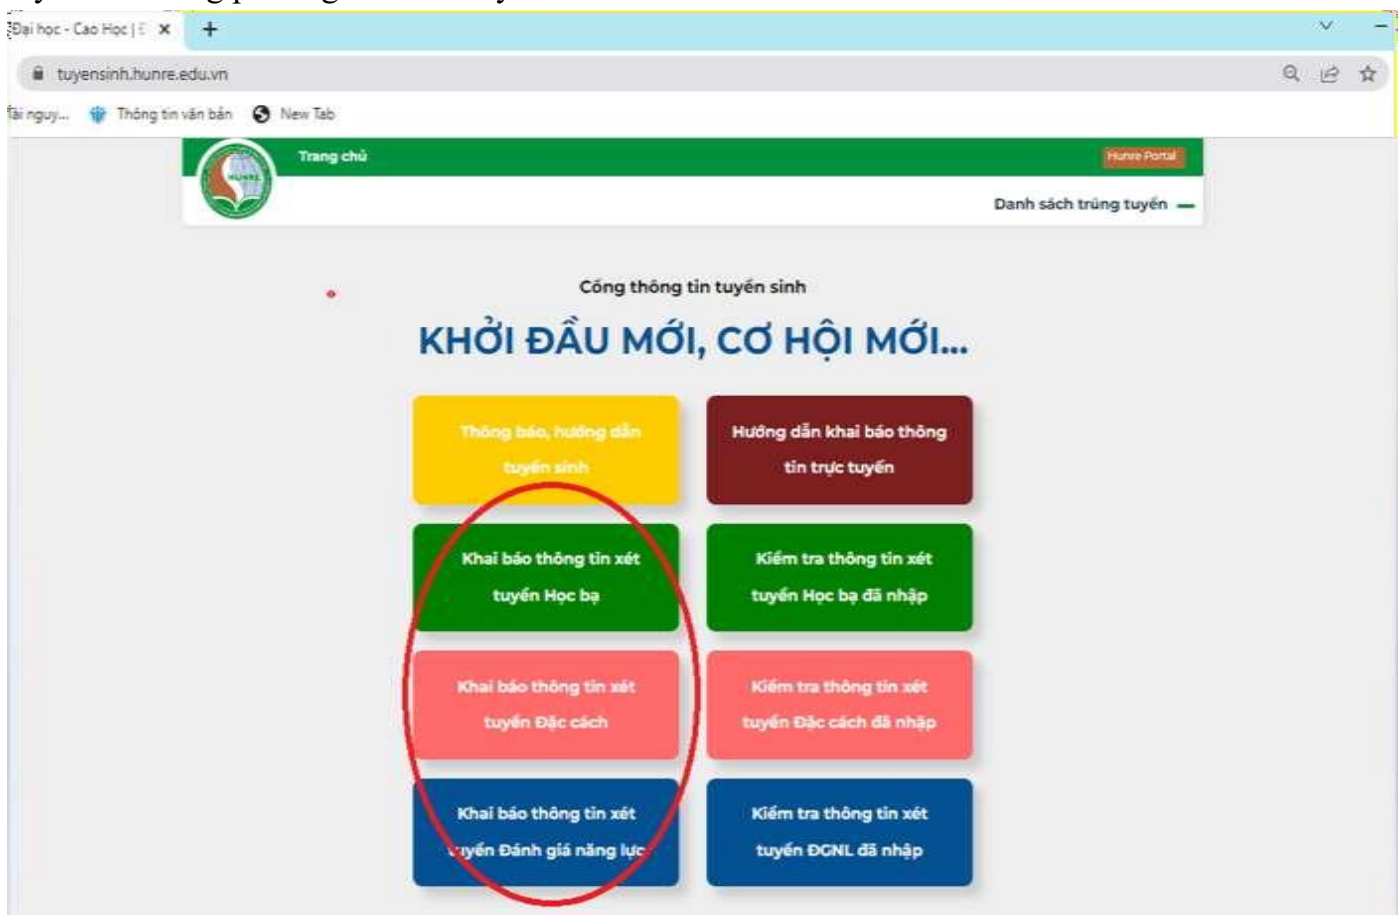 Đại học - Cao Học | Đ
tuyensinh.hunre.edu.vn
Tài nguy... Thông tin văn bản New Tab
HUNRE
Trang chủ
Hunre Portal
Danh sách trúng tuyển
Cổng thông tin tuyển sinh
KHỞI ĐẦU MỚI, CƠ HỘI MỚI...
Thông báo, hướng dẫn
tuyển sinh
Hướng dẫn khai báo thông
tin trực tuyến
Khai báo thông tin xét
tuyển Học bạ
Kiểm tra thông tin xét
tuyển Học bạ đã nhập
Khai báo thông tin xét
tuyển Đặc cách
Kiểm tra thông tin xét
tuyển Đặc cách đã nhập
Khai báo thông tin xét
tuyển Đánh giá năng lực
Kiểm tra thông tin xét
tuyển ĐGNL đã nhập